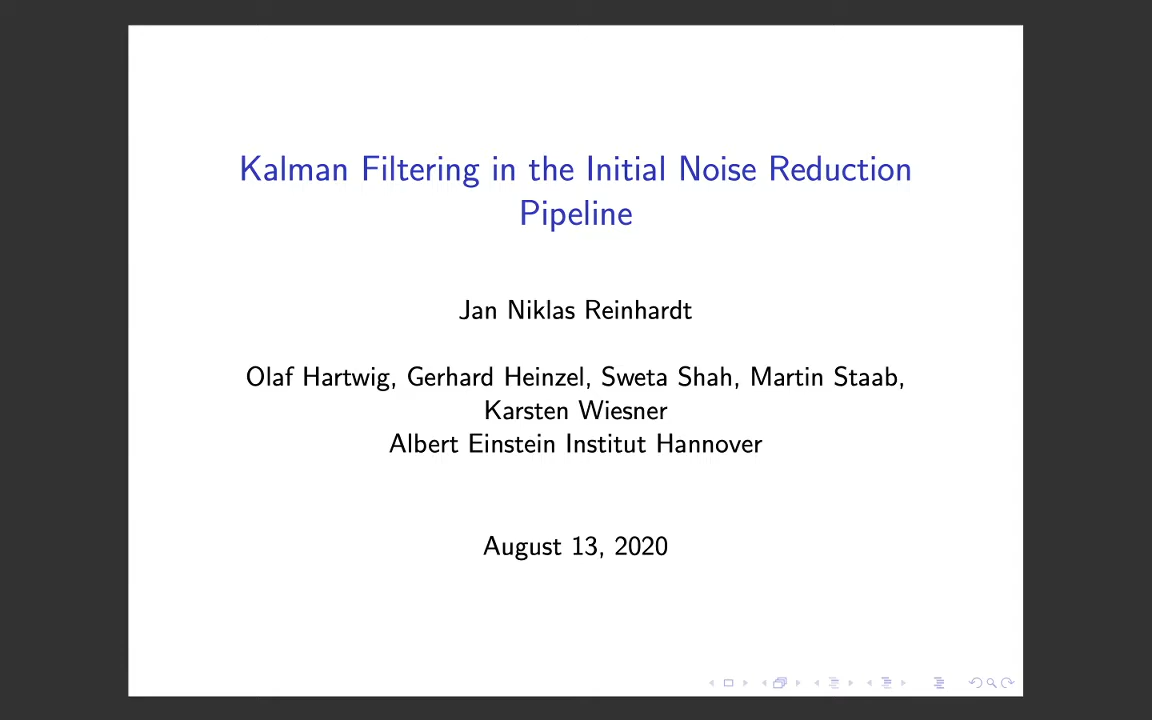 Kalman Filtering in the Initial Noise Reduction
Pipeline
Jan Niklas Reinhardt
Olaf Hartwig, Gerhard Heinzel, Sweta Shah, Martin Staab,
Karsten Wiesner
Albert Einstein Institut Hannover
August 13, 2020